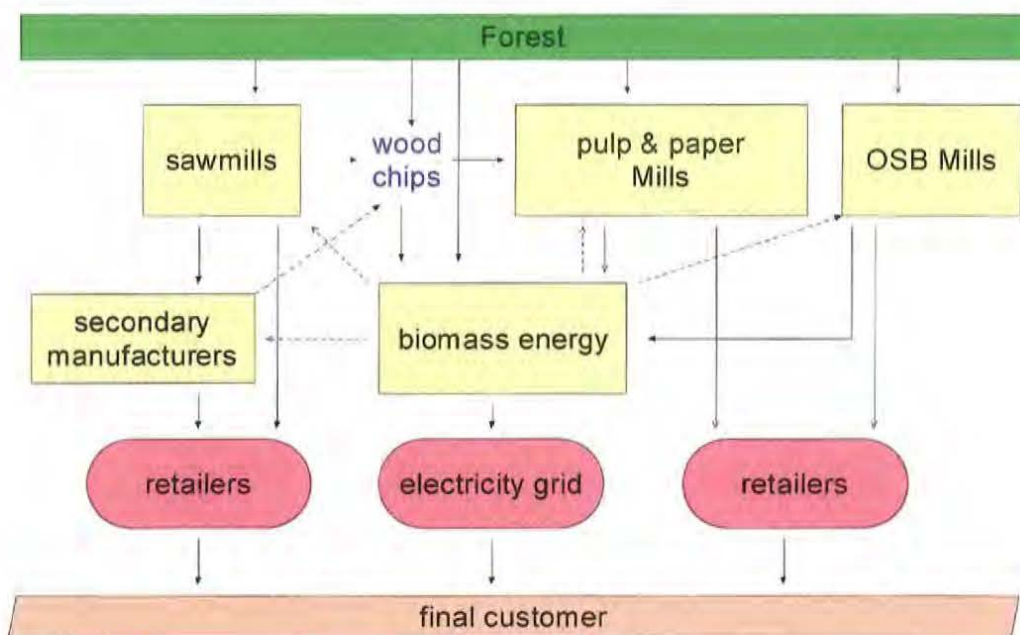 Forest
sawmills
wood
chips
pulp & paper
Mills
OSB Mills
secondary
manufacturers
biomass energy
retailers
electricity grid
retailers
final customer